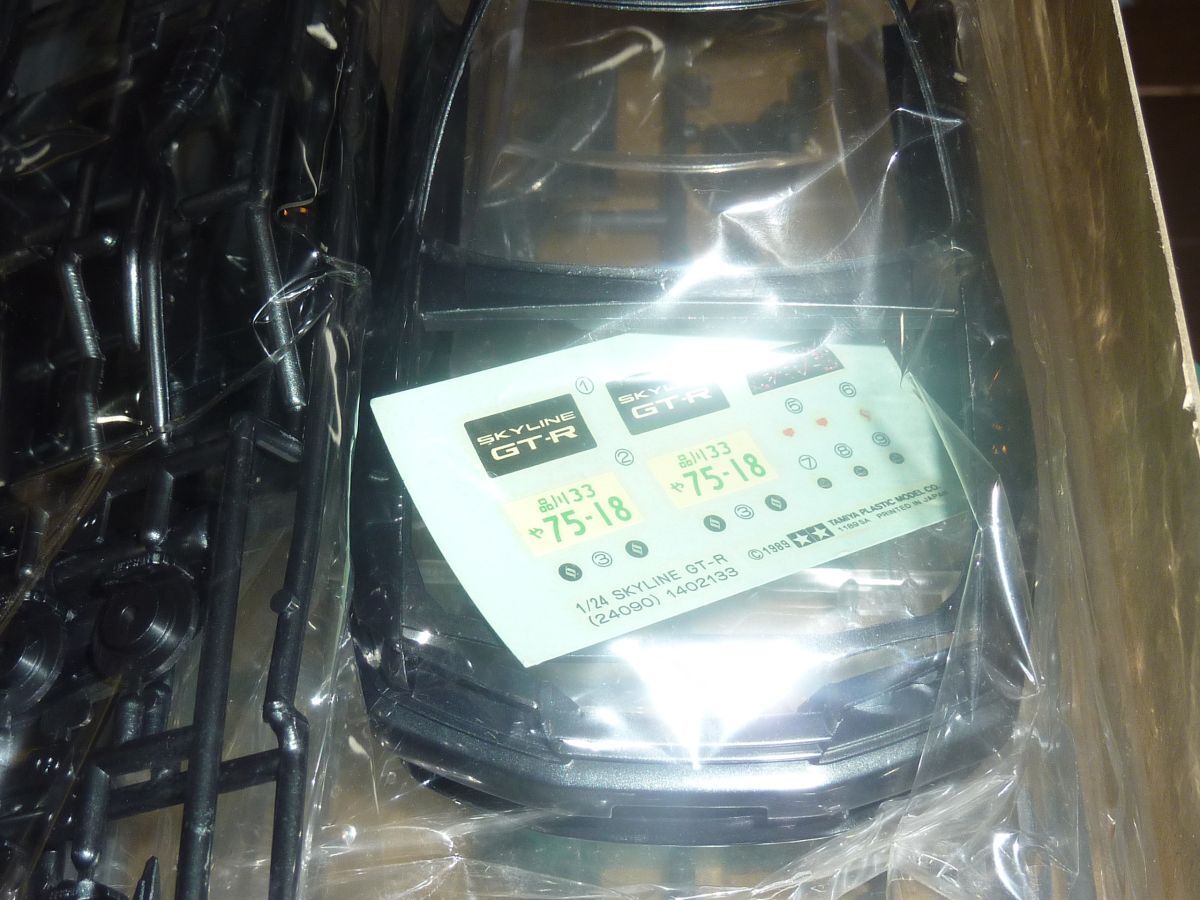 ①
SKYLINE
GT-R
SKYLINE
GT-R
②
品川33
や75-18
品川33
や75-18
③
③
⑤
⑥
⑦
⑧
⑨
1/24 SKYLINE GT-R
(24090) 1402133
©1989 TAMIYA PLASTIC MODEL CO.
1189SA PRINTED IN JAPAN